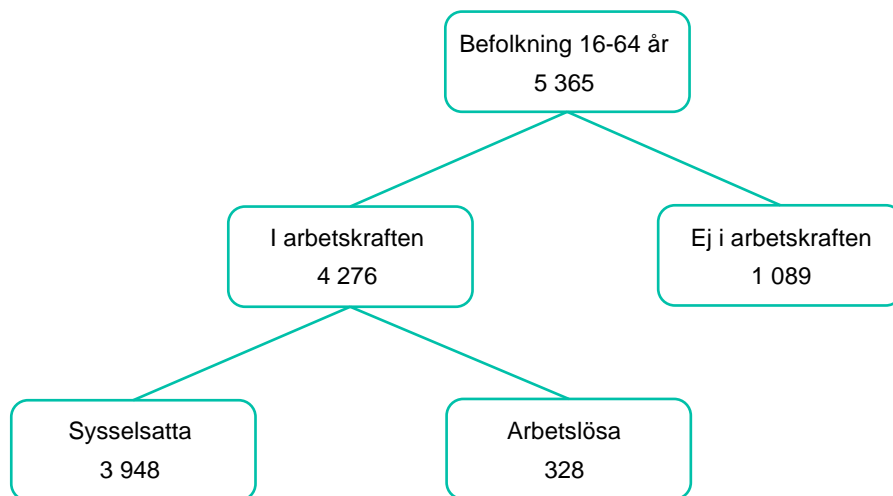 Befolkning 16-64 år
5 365
I arbetskraften
4 276
Ej i arbetskraften
1 089
Sysselsatta
3 948
Arbetslösa
328